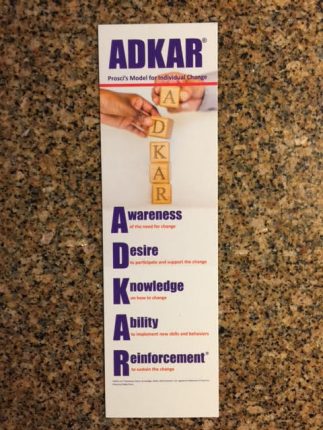 ADKAR®
Prosci's Model for Individual Change
A
D
K
A
R
Awareness
of the need for change
Desire
to participate and support the change
Knowledge
on how to change
Ability
to implement new skills and behaviors
Reinforcement®
to sustain the change